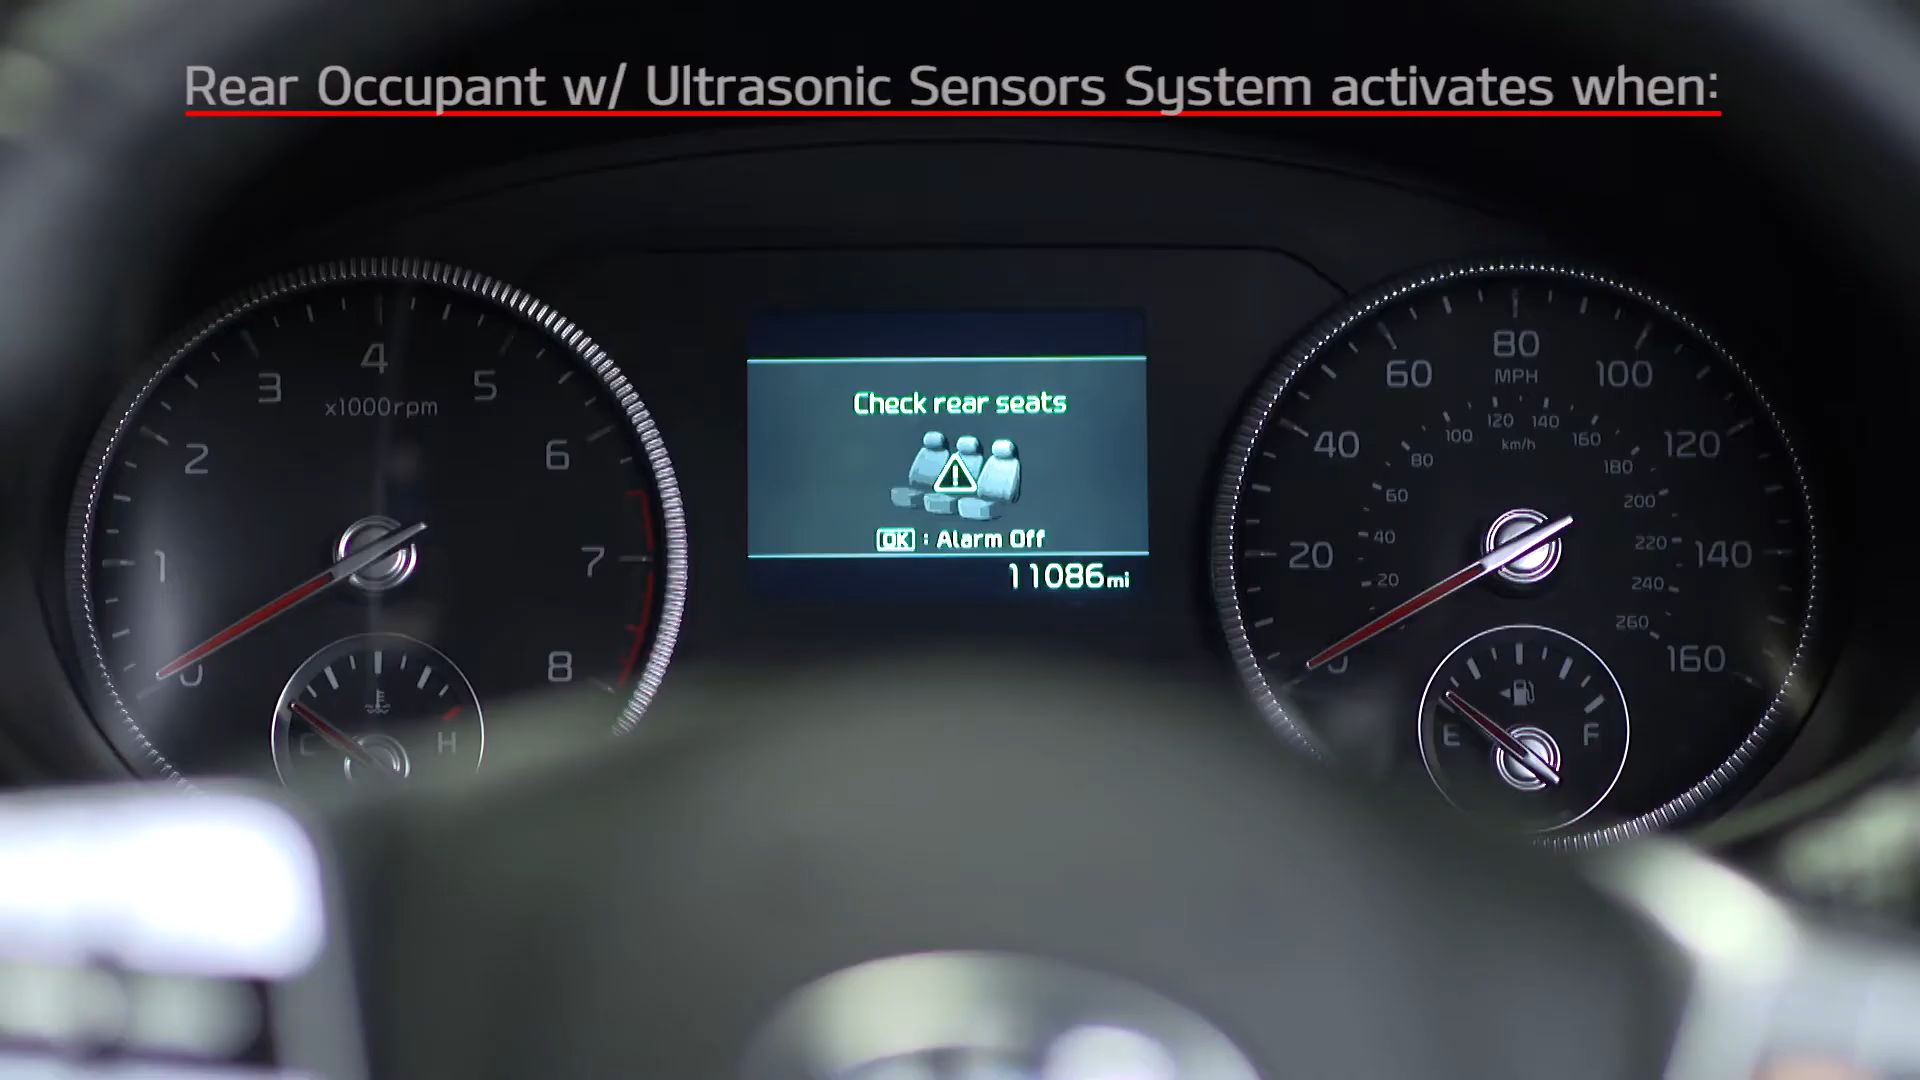 Rear Occupant w/ Ultrasonic Sensors System activates when:
Check rear seats
OK : Alarm Off
11086mi
0
1
2
3
4
5
6
7
8
x1000rpm
C
H
0
20
40
60
80
100
120
140
160
MPH
km/h
20
40
60
80
100
120
140
160
180
200
220
240
260
E
F